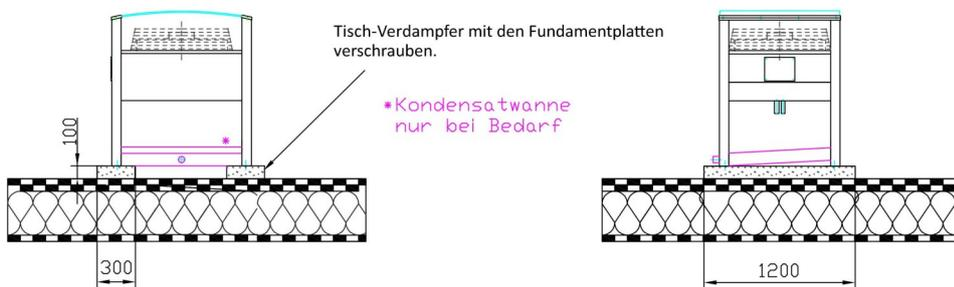 Tisch-Verdampfer mit den Fundamentplatten
verschrauben.
*Kondensatwanne
nur bei Bedarf
*
100
300
1200